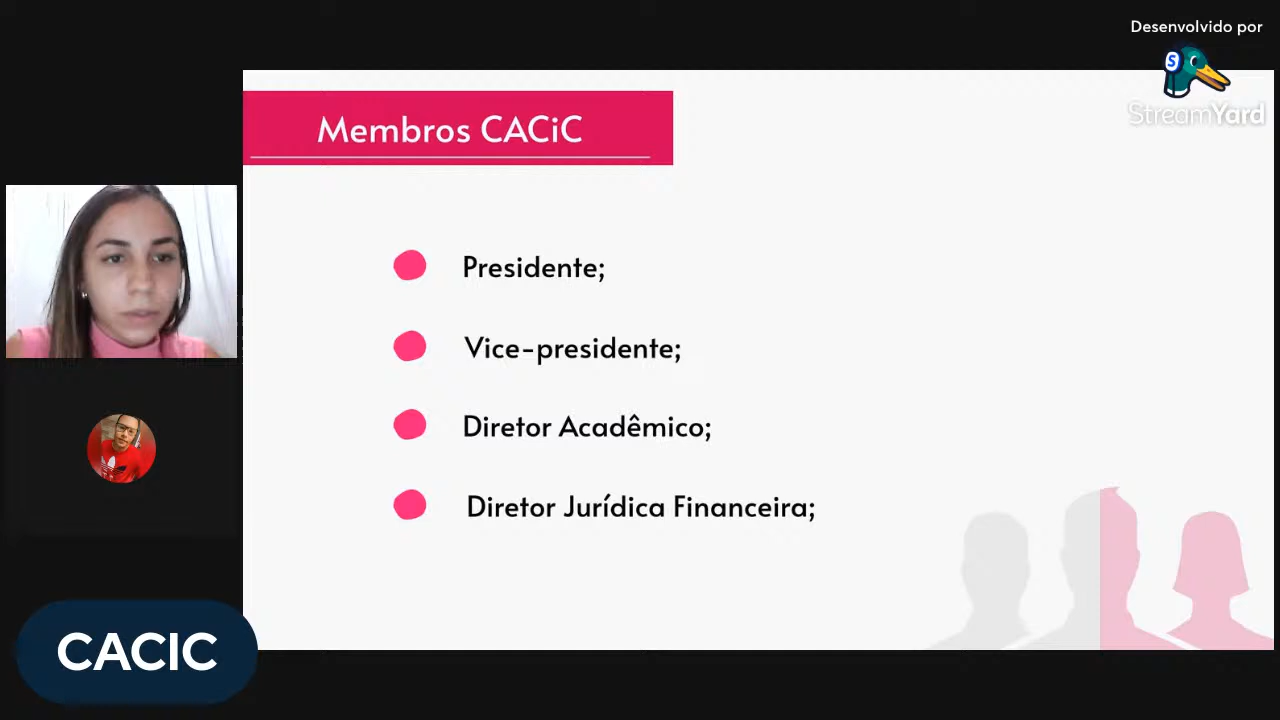 Desenvolvido por
S
StreamYard
Membros CACiC
Presidente;
Vice-presidente;
Diretor Acadêmico;
Diretor Jurídica Financeira;
CACIC